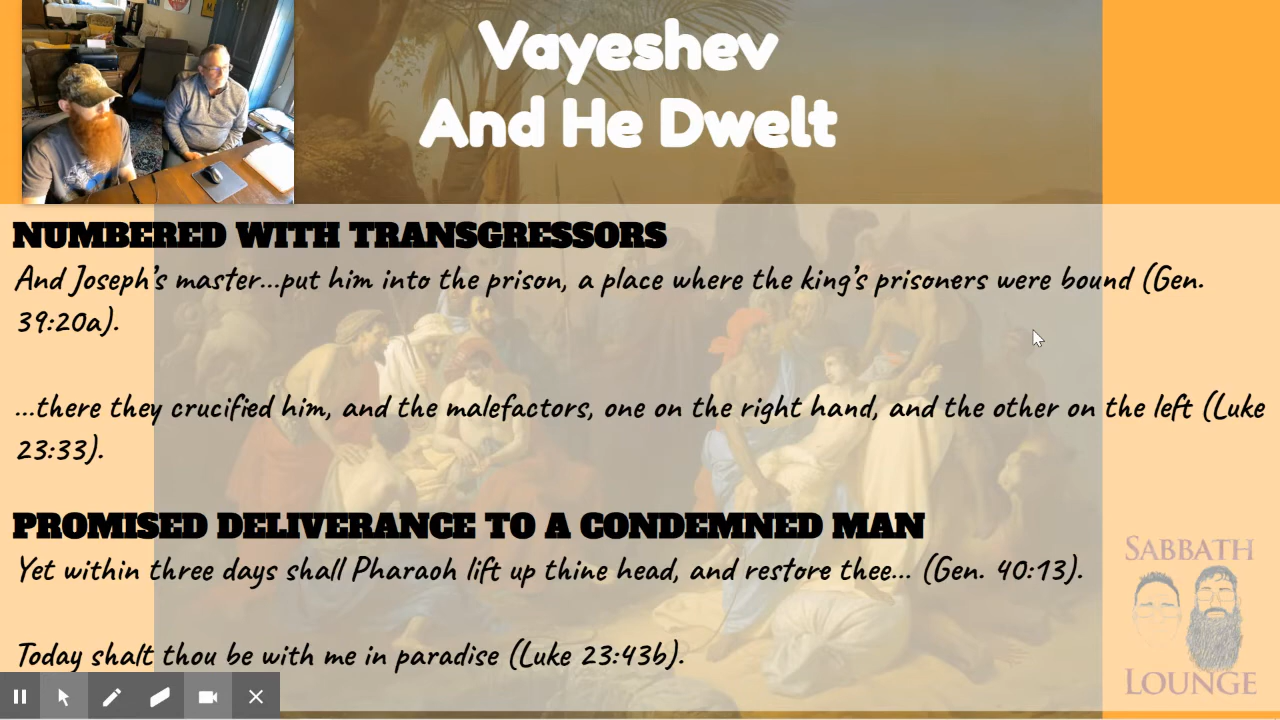 Vayeshev
And He Dwelt
NUMBERED WITH TRANSGRESSORS
And Joseph's master...put him into the prison, a place where the king's prisoners were bound (Gen.
39:20a).
...there they crucified him, and the malefactors, one on the right hand, and the other on the left (Luke
23:33).
PROMISED DELIVERANCE TO A CONDEMNED MAN
Yet within three days shall Pharaoh lift up thine head, and restore thee... (Gen. 40:13).
Today shalt thou be with me in paradise (Luke 23:43b).
SABBATH
LOUNGE